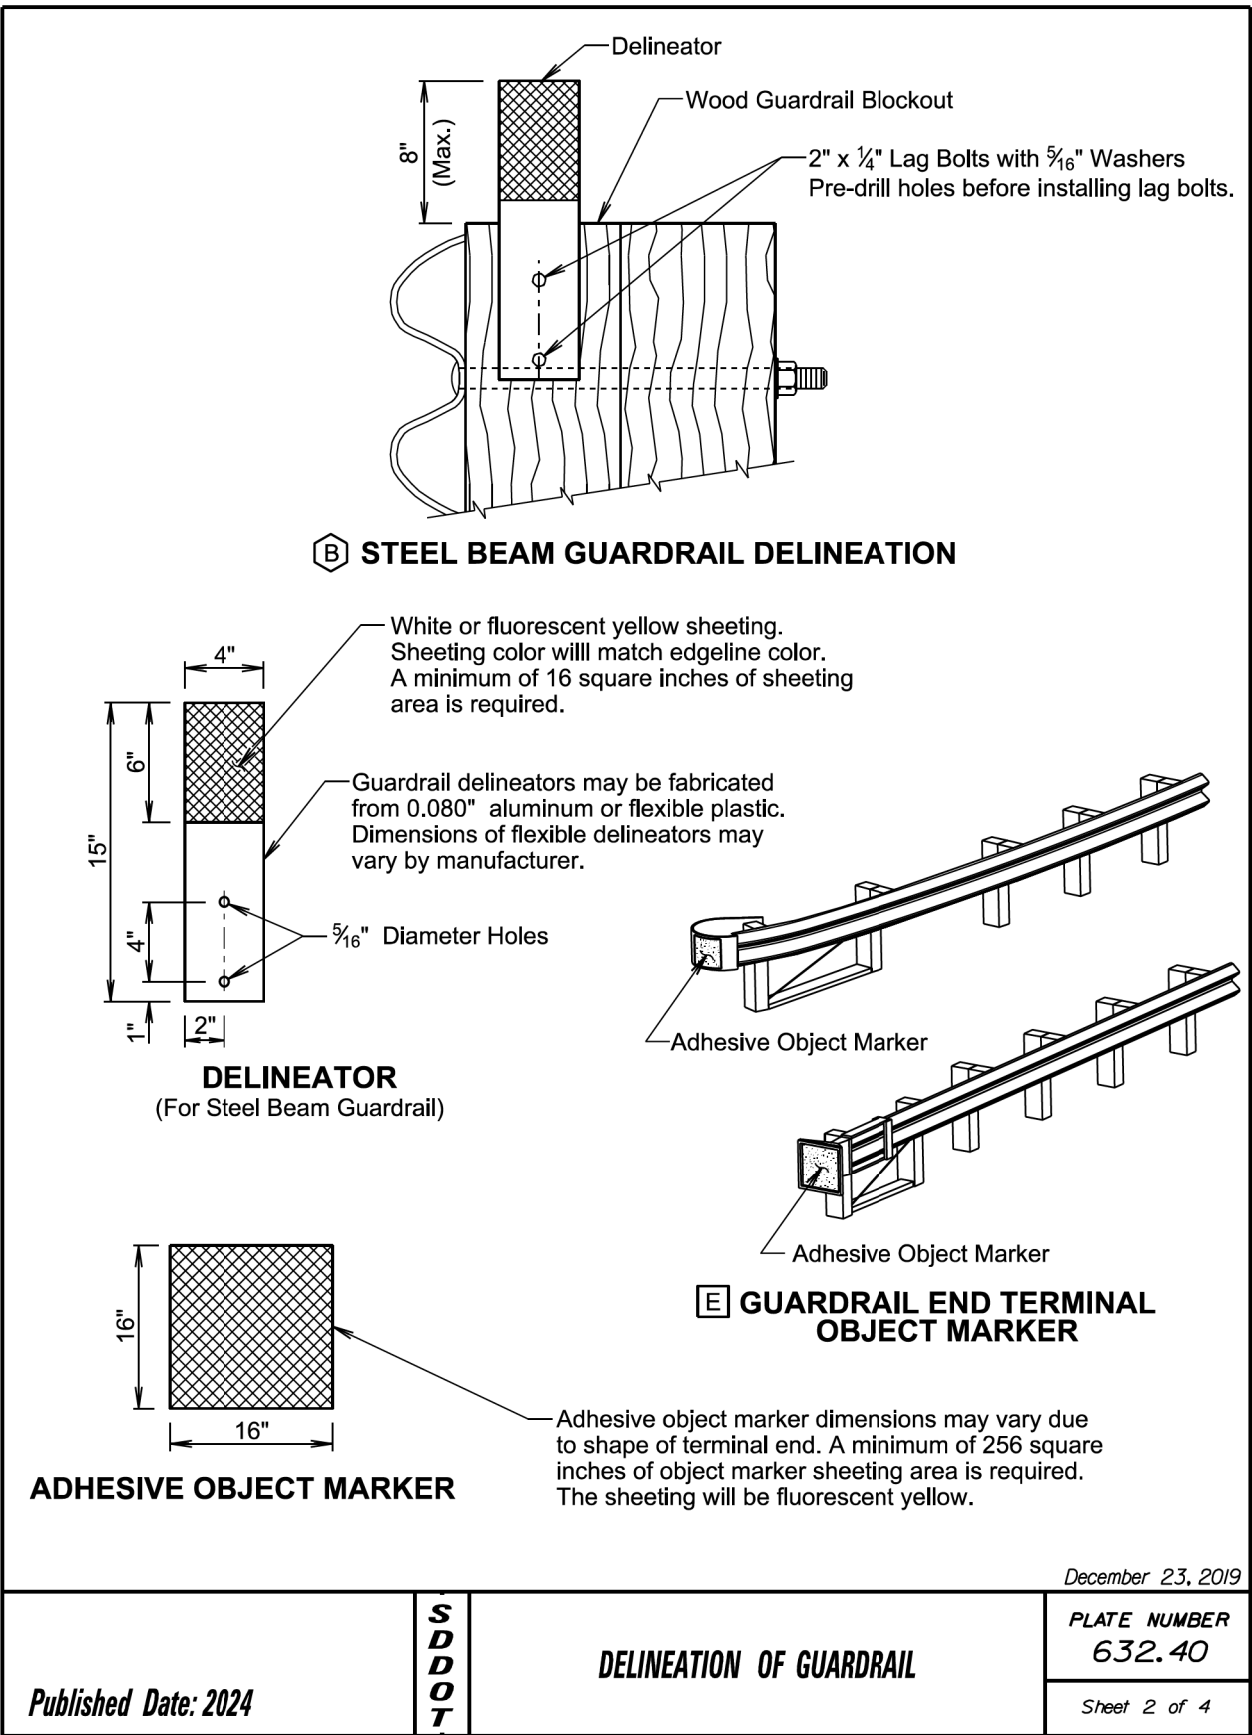 Delineator
Wood Guardrail Blockout
8"
(Max.)
2" x 1/4" Lag Bolts with 5/16" Washers
Pre-drill holes before installing lag bolts.
B STEEL BEAM GUARDRAIL DELINEATION
White or fluorescent yellow sheeting.
Sheeting color willl match edgeline color.
A minimum of 16 square inches of sheeting
area is required.
4"
6"
15"
Guardrail delineators may be fabricated
from 0.080" aluminum or flexible plastic.
Dimensions of flexible delineators may
vary by manufacturer.
4"
5/16" Diameter Holes
1"
2"
DELINEATOR
(For Steel Beam Guardrail)
Adhesive Object Marker
Adhesive Object Marker
E GUARDRAIL END TERMINAL
OBJECT MARKER
16"
16"
ADHESIVE OBJECT MARKER
Adhesive object marker dimensions may vary due
to shape of terminal end. A minimum of 256 square
inches of object marker sheeting area is required.
The sheeting will be fluorescent yellow.
December 23, 2019
Published Date: 2024
SDDOT
DELINEATION OF GUARDRAIL
PLATE NUMBER
632.40
Sheet 2 of 4